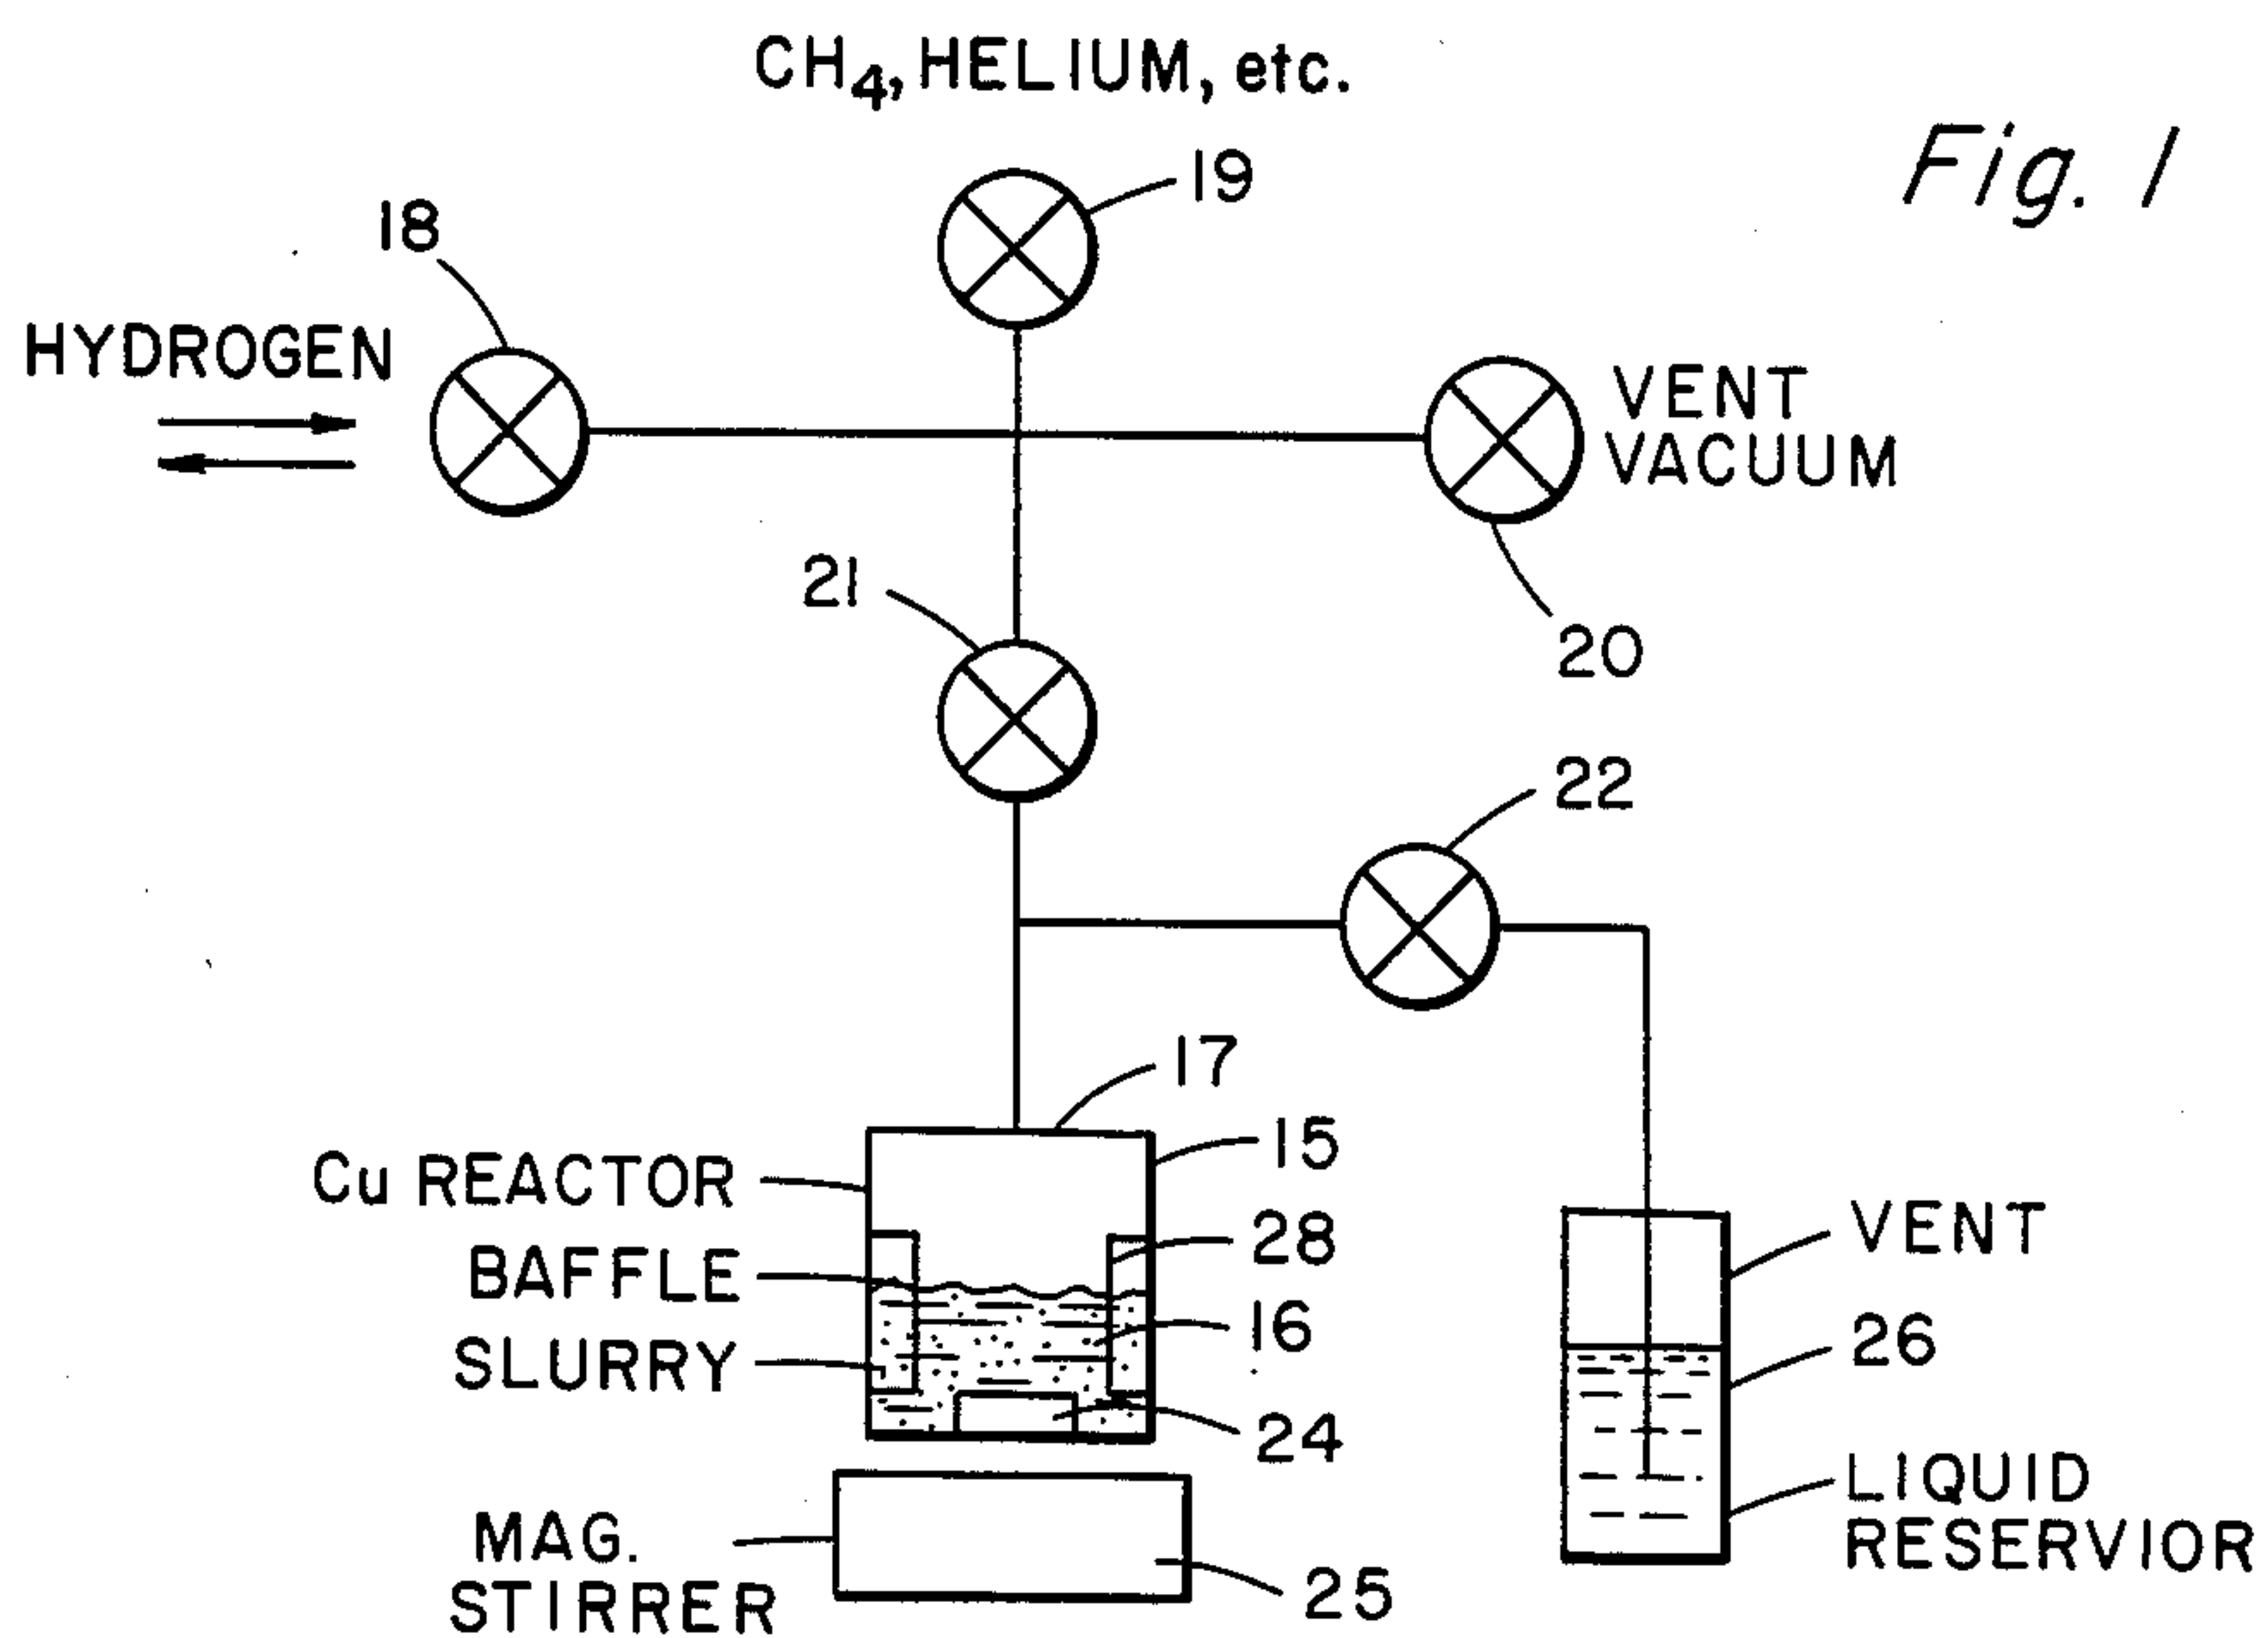 CH4, HELIUM, etc.
Fig. 1
19
18
HYDROGEN
VENT
VACUUM
20
21
22
17
15
Cu REACTOR
28
BAFFLE
16
SLURRY
24
MAG.
STIRRER
25
VENT
26
LIQUID
RESERVIOR